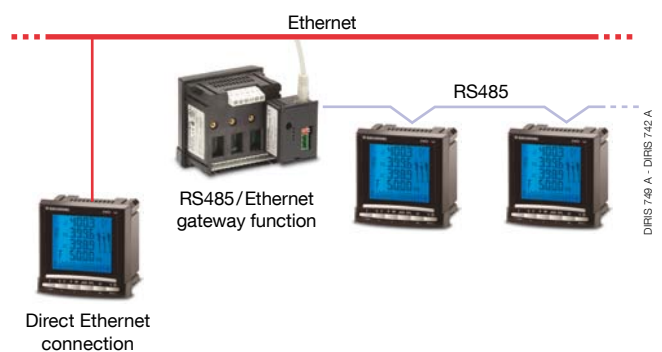 Ethernet
RS485
RS485/Ethernet
gateway function
Direct Ethernet
connection
DIRIS 749 A - DIRIS 742 A